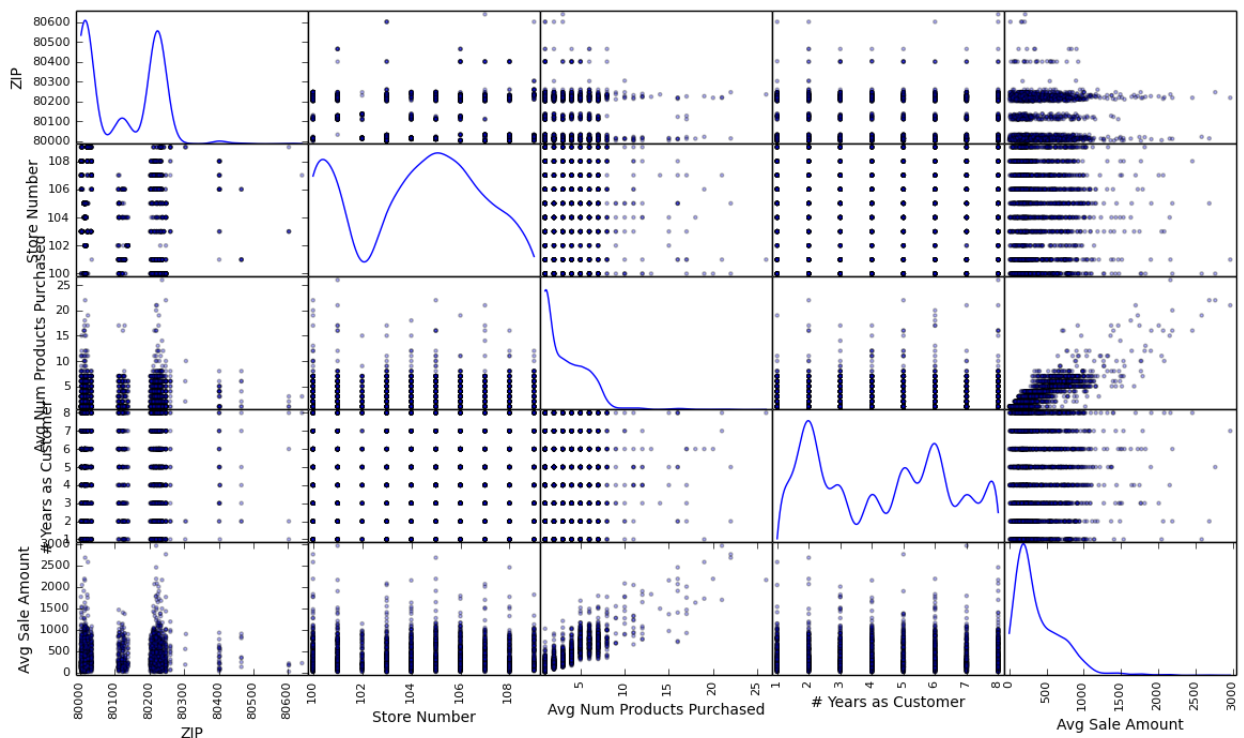 ZIP
80600
80500
80400
80300
80200
80100
80000
Store Number
108
106
104
102
100
Avg Num Products Purchased
25
20
15
10
5
# Years as Customer
8
7
6
5
4
3
2
1
Avg Sale Amount
3000
2500
2000
1500
1000
500
0
80000 80100 80200 80300 80400 80500 80600
100 102 104 106 108
5 10 15 20 25
1 2 3 4 5 6 7 8
0 500 1000 1500 2000 2500 3000
ZIP
Store Number
Avg Num Products Purchased
# Years as Customer
Avg Sale Amount